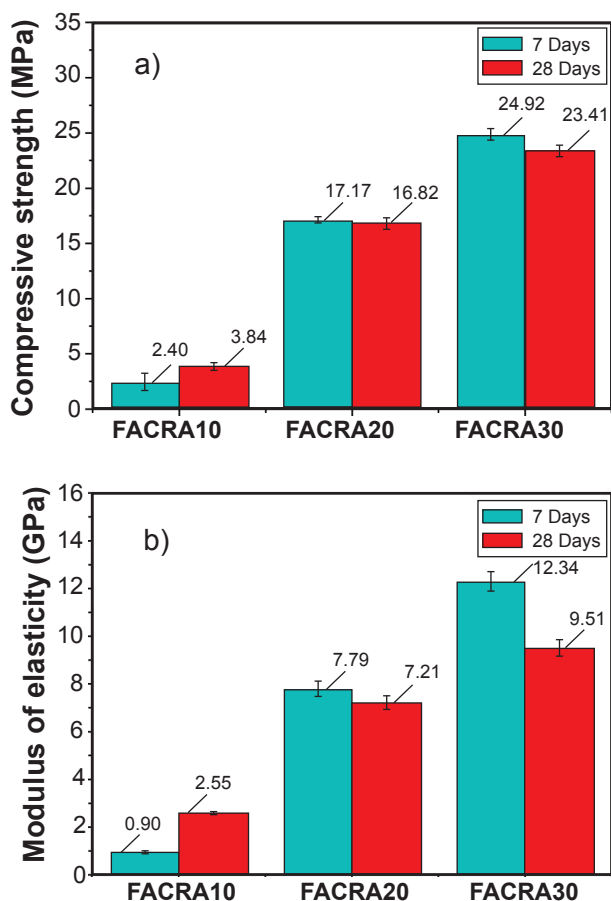 35
30
25
20
15
10
5
0
Compressive strength (MPa)
a)
7 Days
28 Days
2.40
3.84
17.17
16.82
24.92
23.41
FACRA10 FACRA20 FACRA30
16
14
12
10
8
6
4
2
0
Modulus of elasticity (GPa)
b)
7 Days
28 Days
0.90
2.55
7.79
7.21
12.34
9.51
FACRA10 FACRA20 FACRA30